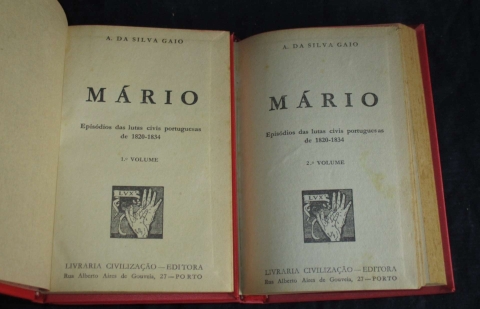 A. DA SILVA GAIO
MÁRIO
Episódios das lutas civis portuguesas
de 1820-1834
1.º VOLUME
LUX
LIVRARIA CIVILIZAÇÃO — EDITORA
Rua Alberto Aires de Gouveia, 27 — PORTO
A. DA SILVA GAIO
MÁRIO
Episódios das lutas civis portuguesas
de 1820-1834
2.º VOLUME
LUX
LIVRARIA CIVILIZAÇÃO — EDITORA
Rua Alberto Aires de Gouveia, 27 — PORTO